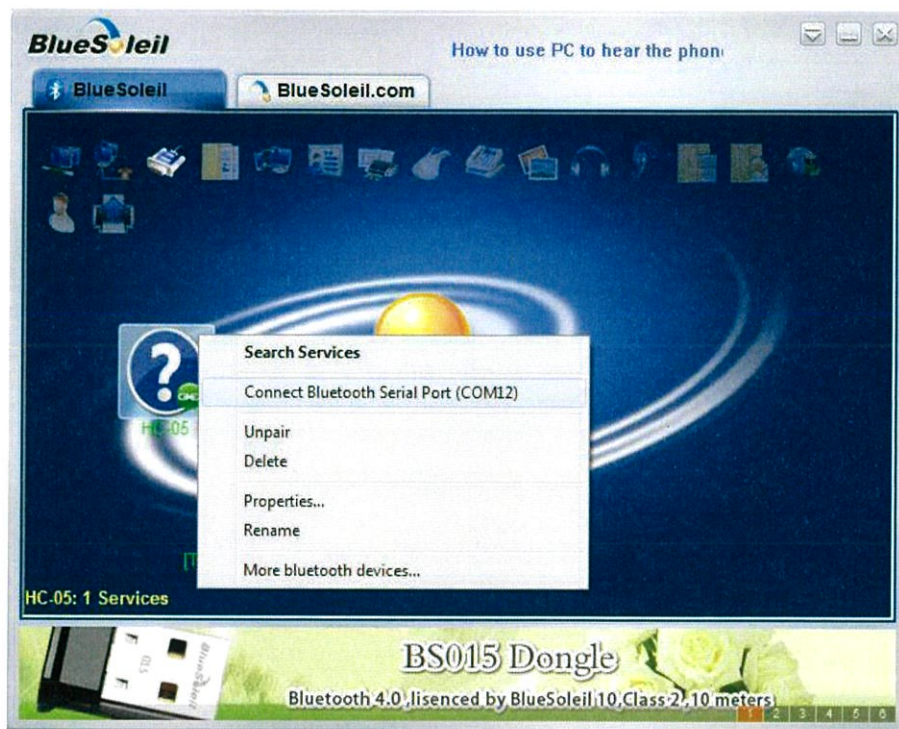 BlueSoleil
How to use PC to hear the phon
BlueSoleil
BlueSoleil.com
Search Services
Connect Bluetooth Serial Port (COM12)
HC-05
Unpair
Delete
Properties...
Rename
More bluetooth devices...
HC-05: 1 Services
BS015 Dongle
Bluetooth 4.0 ,lisenced by BlueSoleil 10,Class 2 ,10 meters
1 2 3 4 5 6